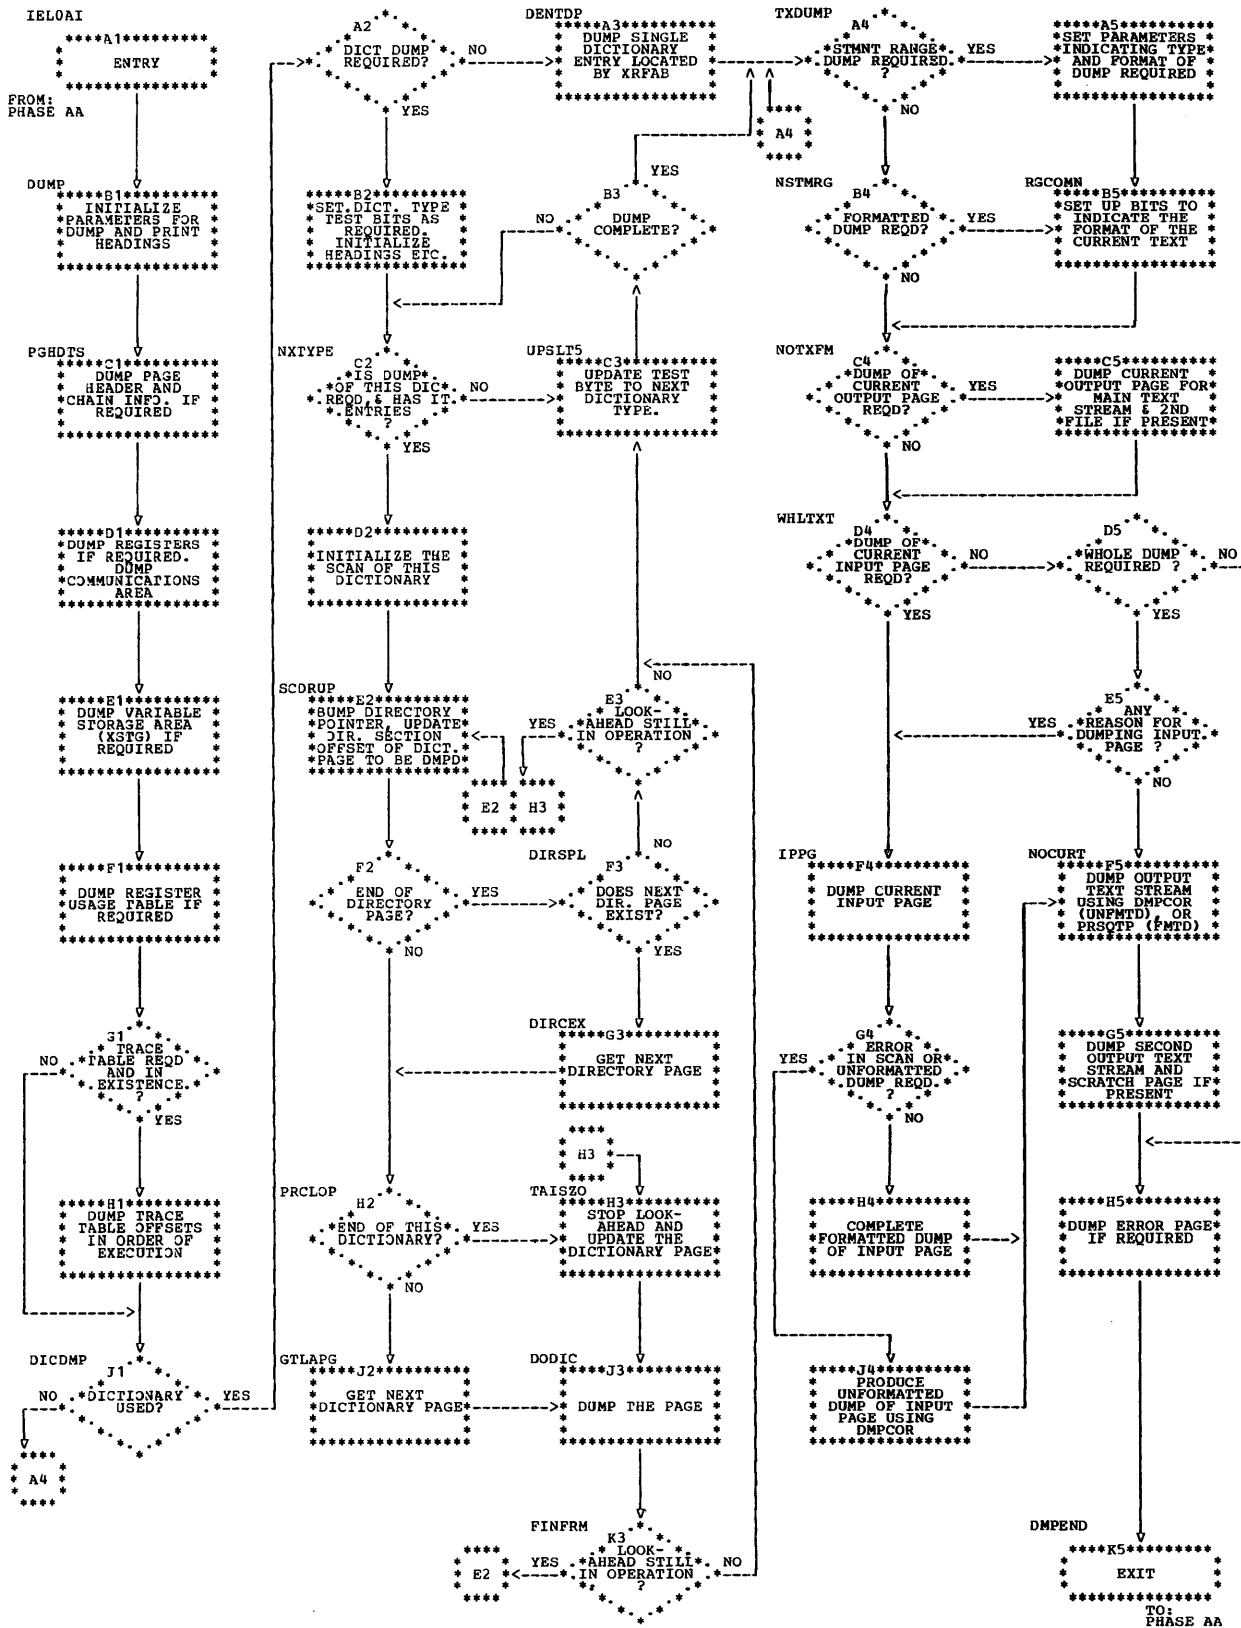 IELOAI
A1
ENTRY
FROM:
PHASE AA
DUMP
B1
INITIALIZE
PARAMETERS FOR
DUMP AND PRINT
HEADINGS
PGHDTS
C1
DUMP PAGE
HEADER AND
CHAIN INFO. IF
REQUIRED
D1
DUMP REGISTERS
IF REQUIRED.
DUMP
COMMUNICATIONS
AREA
E1
DUMP VARIABLE
STORAGE AREA
(XSTG) IF
REQUIRED
F1
DUMP REGISTER
USAGE TABLE IF
REQUIRED
G1
TRACE
TABLE REQD
AND IN
EXISTENCE.
?
NO
YES
H1
DUMP TRACE
TABLE OFFSETS
IN ORDER OF
EXECUTION
DICDMP
J1
DICTIONARY
USED?
NO
YES
A4
A2
DICT DUMP
REQUIRED?
NO
YES
B2
SET.DICT. TYPE
TEST BITS AS
REQUIRED.
INITIALIZE
HEADINGS ETC.
NXTYPE
C2
IS DUMP
OF THIS DIC
REQD,& HAS IT
ENTRIES
?
NO
YES
D2
INITIALIZE THE
SCAN OF THIS
DICTIONARY
SCDRUP
E2
BUMP DIRECTORY
POINTER, UPDATE
DIR. SECTION
OFFSET OF DICT.
PAGE TO BE DMPD
E2
H3
F2
END OF
DIRECTORY
PAGE?
YES
NO
PRCLOP
H2
END OF THIS
DICTIONARY?
YES
NO
GTLAPG
J2
GET NEXT
DICTIONARY PAGE
DENTDP
A3
DUMP SINGLE
DICTIONARY
ENTRY LOCATED
BY XRFAB
A4
YES
B3
DUMP
COMPLETE?
NO
UPSLT5
C3
UPDATE TEST
BYTE TO NEXT
DICTIONARY
TYPE.
NO
E3
LOOK-
AHEAD STILL
IN OPERATION
?
YES
NO
DIRSPL
F3
DOES NEXT
DIR. PAGE
EXIST?
YES
DIRCEX
G3
GET NEXT
DIRECTORY PAGE
H3
TAISZO
H3
STOP LOOK-
AHEAD AND
UPDATE THE
DICTIONARY PAGE
DODIC
J3
DUMP THE PAGE
FINFRM
K3
LOOK-
AHEAD STILL
IN OPERATION
?
YES
NO
E2
TXDUMP
A4
STMNT RANGE
DUMP REQUIRED
?
YES
NO
NSTMRG
B4
FORMATTED
DUMP REQD?
YES
NO
NOTXFM
C4
DUMP OF
CURRENT
OUTPUT PAGE
REQD?
YES
NO
WHLTXT
D4
DUMP OF
CURRENT
INPUT PAGE
REQD?
NO
YES
IPPG
F4
DUMP CURRENT
INPUT PAGE
G4
ERROR
IN SCAN OR
UNFORMATTED
DUMP REQD.
?
YES
NO
H4
COMPLETE
FORMATTED DUMP
OF INPUT PAGE
J4
PRODUCE
UNFORMATTED
DUMP OF INPUT
PAGE USING
DMPCOR
A5
SET PARAMETERS
INDICATING TYPE
AND FORMAT OF
DUMP REQUIRED
RGCOMN
B5
SET UP BITS TO
INDICATE THE
FORMAT OF THE
CURRENT TEXT
C5
DUMP CURRENT
OUTPUT PAGE FOR
MAIN TEXT
STREAM & 2ND
FILE IF PRESENT
D5
WHOLE DUMP
REQUIRED ?
NO
YES
E5
ANY
REASON FOR
DUMPING INPUT
PAGE ?
YES
NO
NOCURT
F5
DUMP OUTPUT
TEXT STREAM
USING DMPCOR
(UNFMTD), OR
PRSQTP (FMTD)
G5
DUMP SECOND
OUTPUT TEXT
STREAM AND
SCRATCH PAGE IF
PRESENT
H5
DUMP ERROR PAGE
IF REQUIRED
DMPEND
K5
EXIT
TO:
PHASE AA